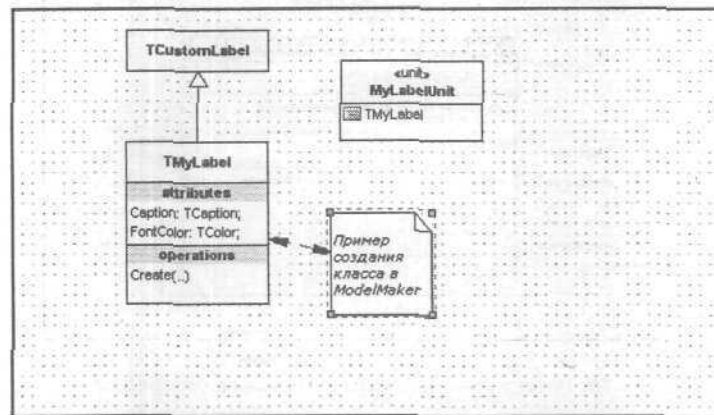 TCustomLabel
«unit»
MyLabelUnit
TMyLabel
TMyLabel
attributes
Caption: TCaption;
FontColor: TColor;
operations
Create(..)
Пример
создания
класса в
ModelMaker